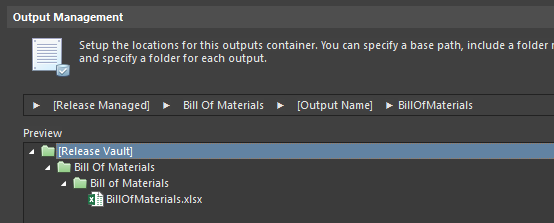 Output Management
Setup the locations for this outputs container. You can specify a base path, include a folder
and specify a folder for each output.
[Release Managed] Bill Of Materials [Output Name] BillOfMaterials
Preview
[Release Vault]
Bill Of Materials
Bill of Materials
BillOfMaterials.xlsx